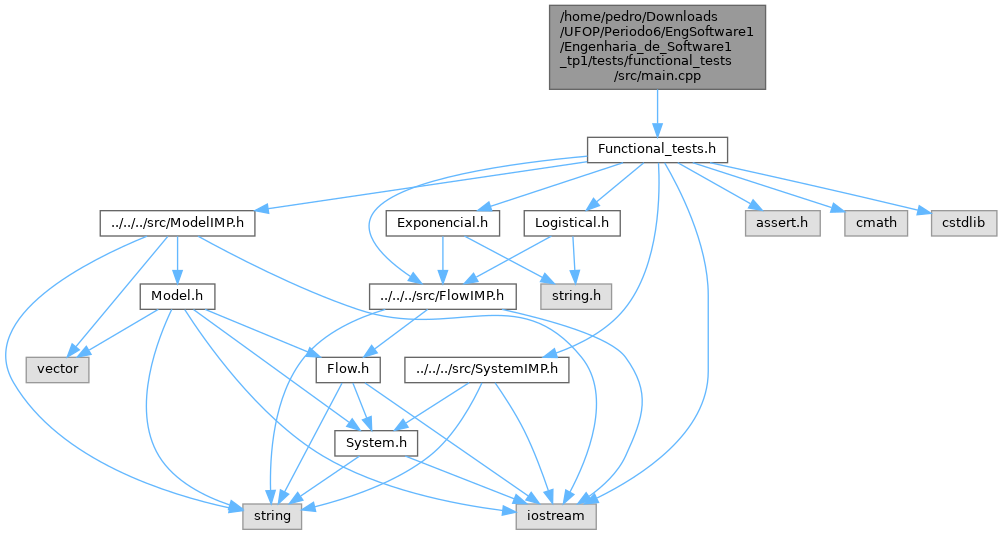 /home/pedro/Downloads
/UFOP/Periodo6/EngSoftware1
/Engenharia_de_Software1
_tp1/tests/functional_tests
/src/main.cpp
Functional_tests.h
../../../src/ModelIMP.h
Exponencial.h
Logistical.h
assert.h
cmath
cstdlib
Model.h
../../../src/FlowIMP.h
string.h
vector
Flow.h
../../../src/SystemIMP.h
System.h
string
iostream